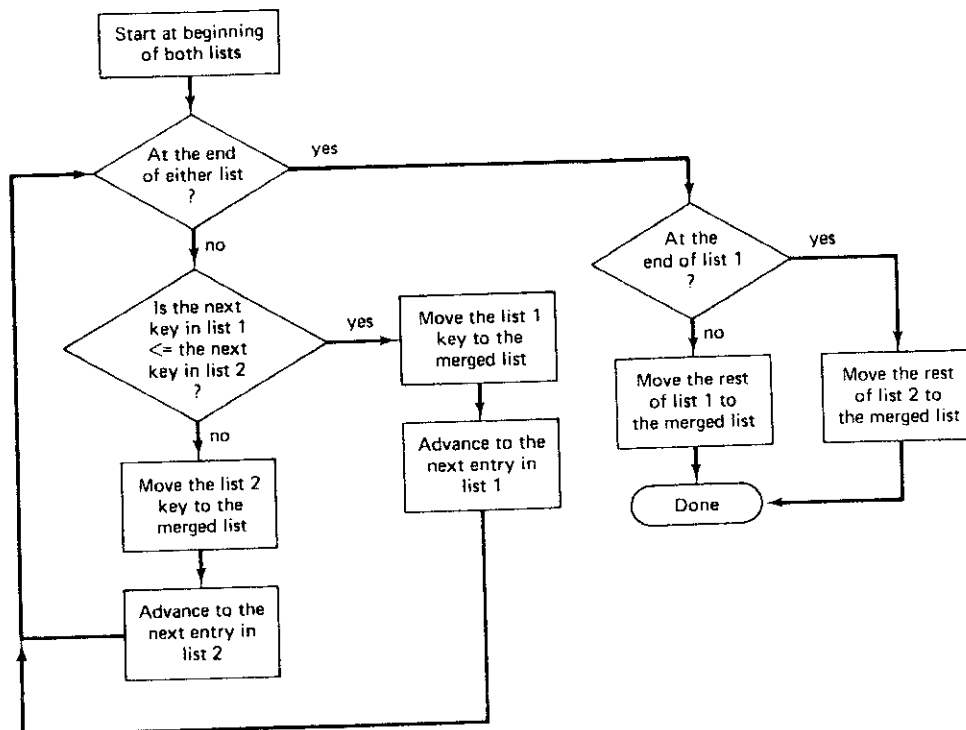 Start at beginning
of both lists
At the end
of either list
?
yes
no
Is the next
key in list 1
<= the next
key in list 2
?
yes
no
Move the list 1
key to the
merged list
Advance to the
next entry in
list 1
Move the list 2
key to the
merged list
Advance to the
next entry in
list 2
At the
end of list 1
?
yes
no
Move the rest
of list 1 to
the merged list
Move the rest
of list 2 to
the merged list
Done